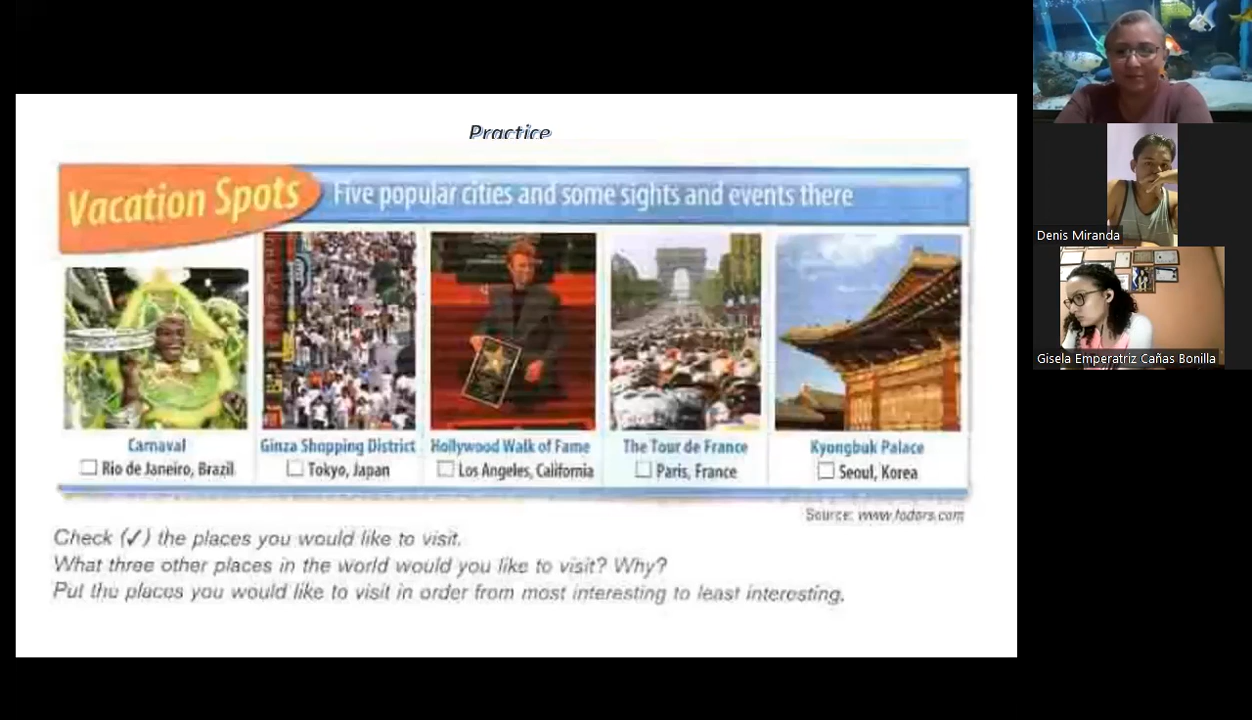 Practice
Vacation Spots
Five popular cities and some sights and events there
Carnaval
Rio de Janeiro, Brazil
Ginza Shopping District
Tokyo, Japan
Hollywood Walk of Fame
Los Angeles, California
The Tour de France
Paris, France
Kyongbuk Palace
Seoul, Korea
Source: www.fodors.com
Check (✓) the places you would like to visit.
What three other places in the world would you like to visit? Why?
Put the places you would like to visit in order from most interesting to least interesting.
Denis Miranda
Gisela Emperatriz Cañas Bonilla